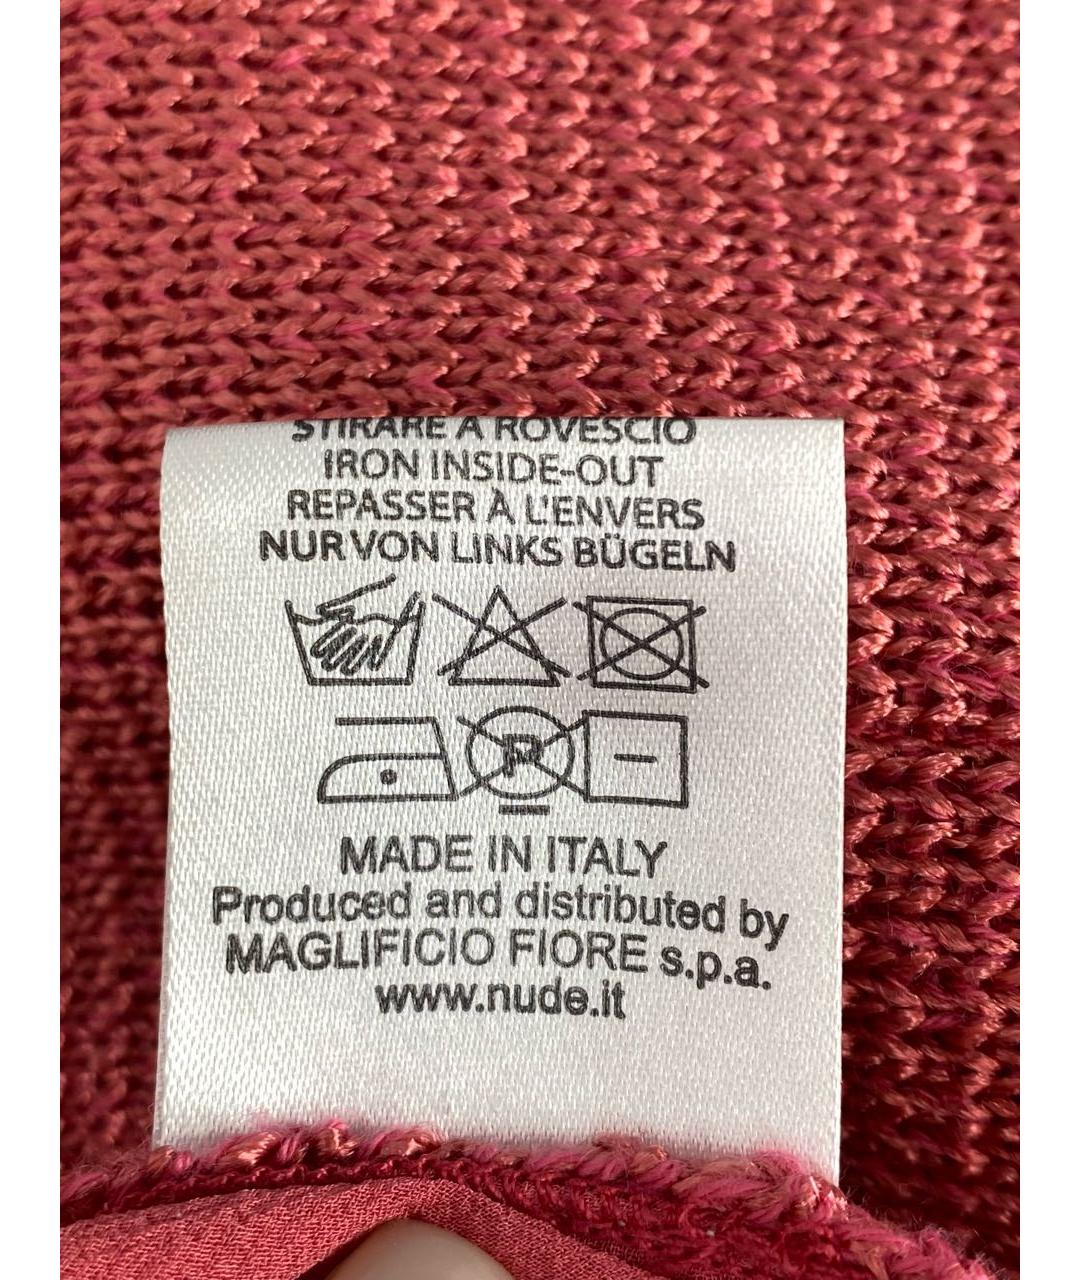 STIRARE A ROVESCIO
IRON INSIDE-OUT
REPASSER À L'ENVERS
NUR VON LINKS BÜGELN
P
MADE IN ITALY
Produced and distributed by
MAGLIFICIO FIORE s.p.a.
www.nude.it